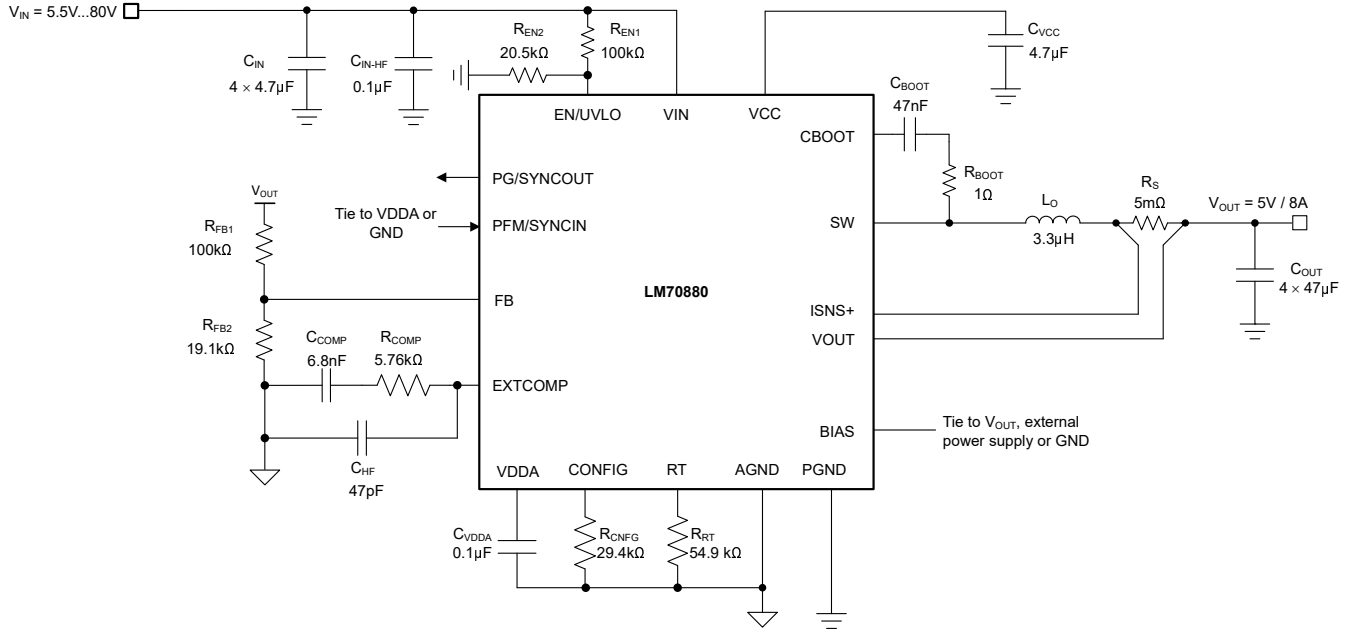 V_IN = 5.5V...80V
R_EN2
20.5kΩ
R_EN1
100kΩ
C_IN
4 × 4.7µF
C_IN-HF
0.1µF
C_VCC
4.7µF
C_BOOT
47nF
EN/UVLO
VIN
VCC
CBOOT
R_BOOT
1Ω
PG/SYNCOUT
Tie to VDDA or
GND
PFM/SYNCIN
V_OUT
R_FB1
100kΩ
SW
L_O
3.3µH
R_S
5mΩ
V_OUT = 5V / 8A
C_OUT
4 × 47µF
FB
LM70880
ISNS+
VOUT
R_FB2
19.1kΩ
C_COMP
6.8nF
R_COMP
5.76kΩ
EXTCOMP
BIAS
Tie to V_OUT, external
power supply or GND
C_HF
47pF
VDDA
CONFIG
RT
AGND
PGND
C_VDDA
0.1µF
R_CNFG
29.4kΩ
R_RT
54.9 kΩ